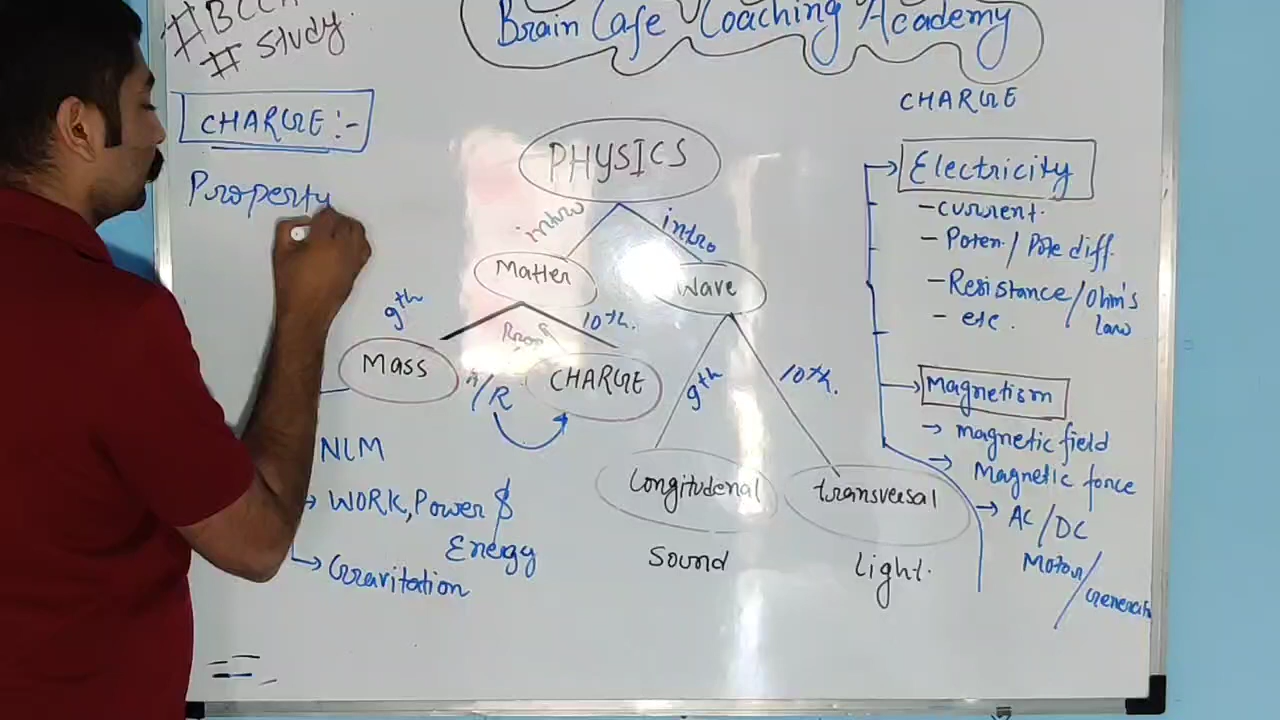 # Study
Brain Cafe Coaching Academy
CHARGE :-
Property
PHYSICS
intro
intro
Matter
Wave
9th
10th.
Mass
CHARGE
/R
9th
10th.
NLM
WORK, Power &
Energy
Gravitation
Longitudenal
transversal
Sound
Light.
CHARGE
Electricity
- current.
- Poten. / Pote diff.
- Resistance/Ohm's
law
- etc.
Magnetism
→ Magnetic field
→ Magnetic force
→ AC/DC
Motor/